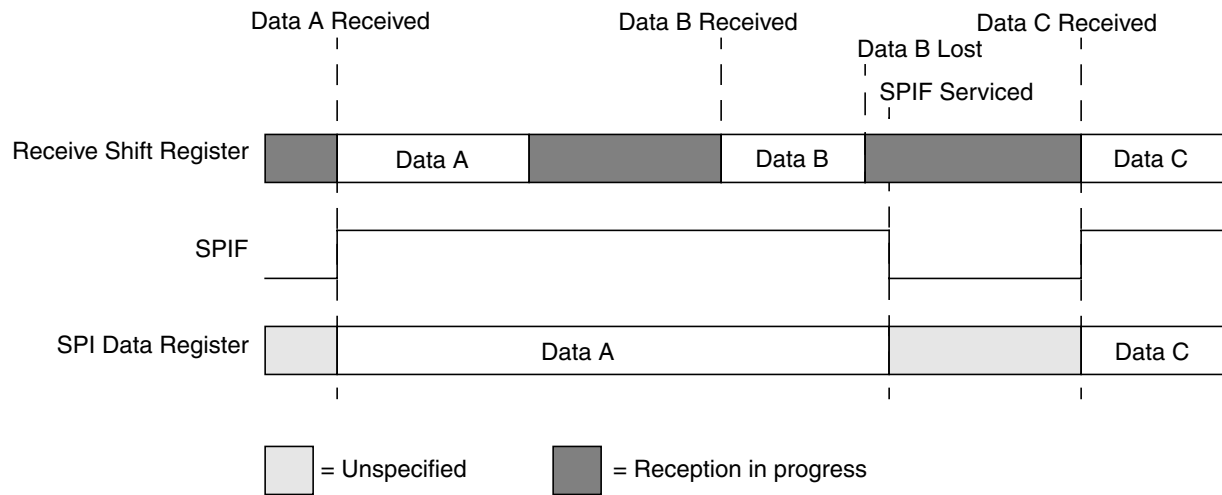 Data A Received
Data B Received
Data C Received
Data B Lost
SPIF Serviced
Receive Shift Register
Data A
Data B
Data C
SPIF
SPI Data Register
Data A
Data C
= Unspecified
= Reception in progress